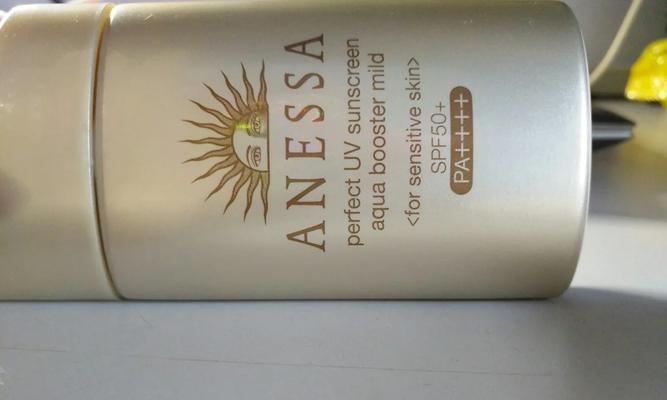 ANESSA
perfect UV sunscreen
aqua booster mild
<for sensitive skin>
SPF50+
PA++++